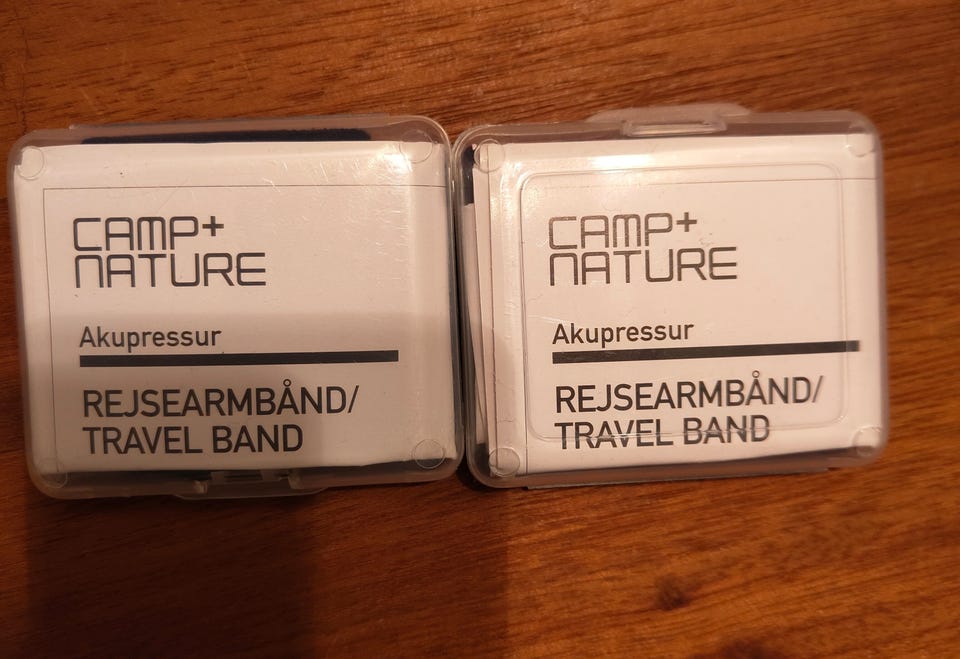 CAMP+
NATURE
Akupressur
REJSEARMBÅND/
TRAVEL BAND
CAMP+
NATURE
Akupressur
REJSEARMBÅND/
TRAVEL BAND